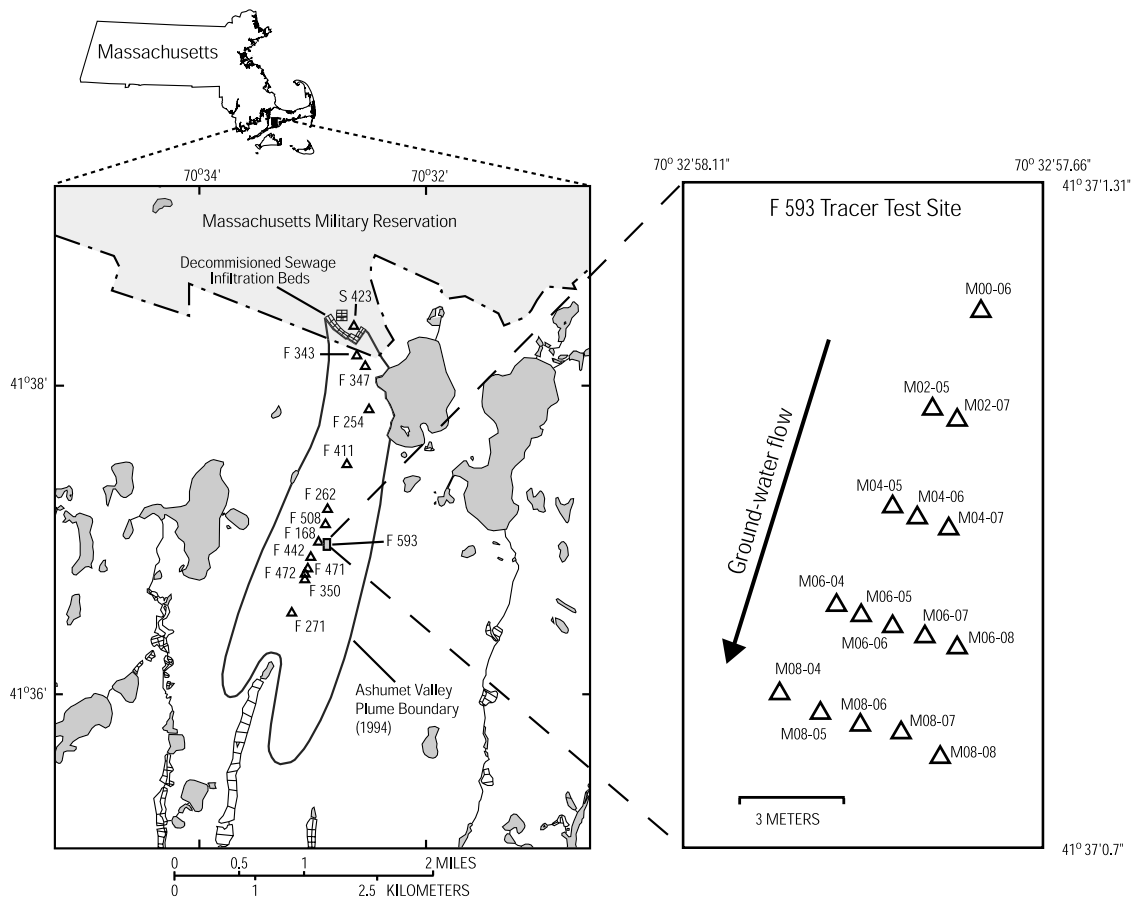 Massachusetts
70°34'
70°32'
Massachusetts Military Reservation
Decommisioned Sewage
Infiltration Beds
S 423
F 343
F 347
41°38'
F 254
F 411
F 262
F 508
F 168
F 593
F 442
F 471
F 472
F 350
F 271
41°36'
Ashumet Valley
Plume Boundary
(1994)
0 0.5 1 2 MILES
0 1 2.5 KILOMETERS
70° 32'58.11"
70° 32'57.66"
41° 37'1.31"
F 593 Tracer Test Site
M00-06
M02-05
M02-07
Ground-water flow
M04-05
M04-06
M04-07
M06-04
M06-05
M06-07
M06-06
M06-08
M08-04
M08-06
M08-07
M08-05
M08-08
3 METERS
41° 37'0.7"